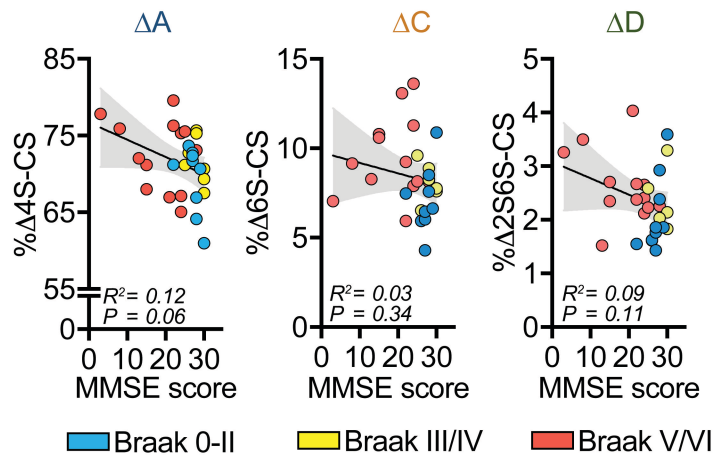 ΔA
%Δ4S-CS
85
75
65
55
0
R²= 0.12
P = 0.06
0 10 20 30
MMSE score
ΔC
%Δ6S-CS
15
10
5
0
R²= 0.03
P = 0.34
0 10 20 30
MMSE score
ΔD
%Δ2S6S-CS
5
4
3
2
1
0
R²= 0.09
P = 0.11
0 10 20 30
MMSE score
Braak 0-II
Braak III/IV
Braak V/VI